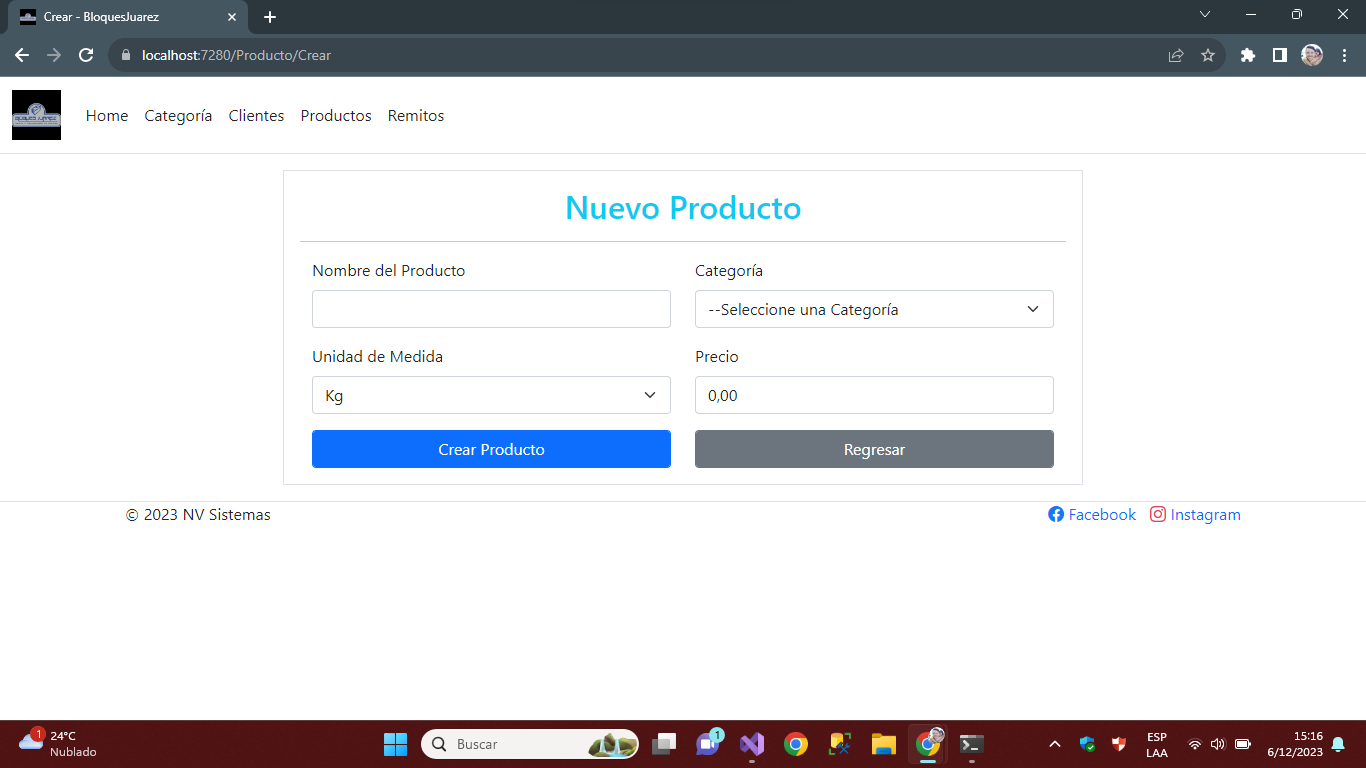 Crear - BloquesJuarez
localhost:7280/Producto/Crear
Home Categoría Clientes Productos Remitos
Nuevo Producto
Nombre del Producto Categoría
--Seleccione una Categoría
Unidad de Medida Precio
Kg 0,00
Crear Producto Regresar
© 2023 NV Sistemas Facebook Instagram
1 24°C
Nublado
Buscar
1
ESP
LAA
15:16
6/12/2023